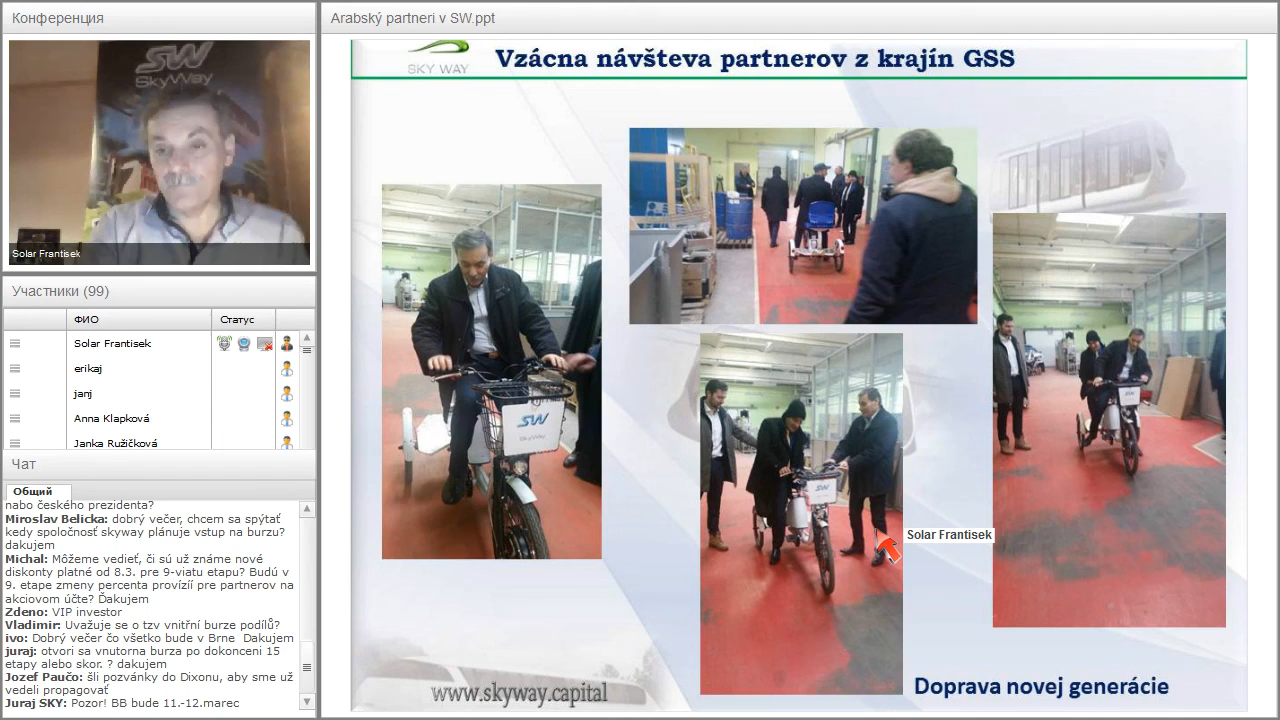 Конференция
SW
SkyWay
Solar Frantisek
Участники (99)
ФИО
Статус
Solar Frantisek
erikaj
janj
Anna Klapková
Janka Ružičková
Чат
Общий
nabo českého prezidenta?
Miroslav Belicka: dobrý večer, chcem sa spýtať
kedy spoločnosť skyway plánuje vstup na burzu?
dakujem
Michal: Môžeme vedieť, či sú už známe nové
diskonty platné od 8.3. pre 9-viatu etapu? Budú v
9. etape zmeny percenta provízií pre partnerov na
akciovom účte? Ďakujem
Zdeno: VIP investor
Vladimir: Uvažuje se o tzv vnitřní burze podílů?
ivo: Dobrý večer čo všetko bude v Brne Dakujem
juraj: otvori sa vnutorna burza po dokonceni 15
etapy alebo skor. ? dakujem
Jozef Paučo: šli pozvánky do Dixonu, aby sme už
vedeli propagovať
Juraj SKY: Pozor! BB bude 11.-12.marec
Arabský partneri v SW.ppt
SKY WAY
Vzácna návšteva partnerov z krajín GSS
SW
SkyWay
SW
SW
Solar Frantisek
www.skyway.capital
Doprava novej generácie